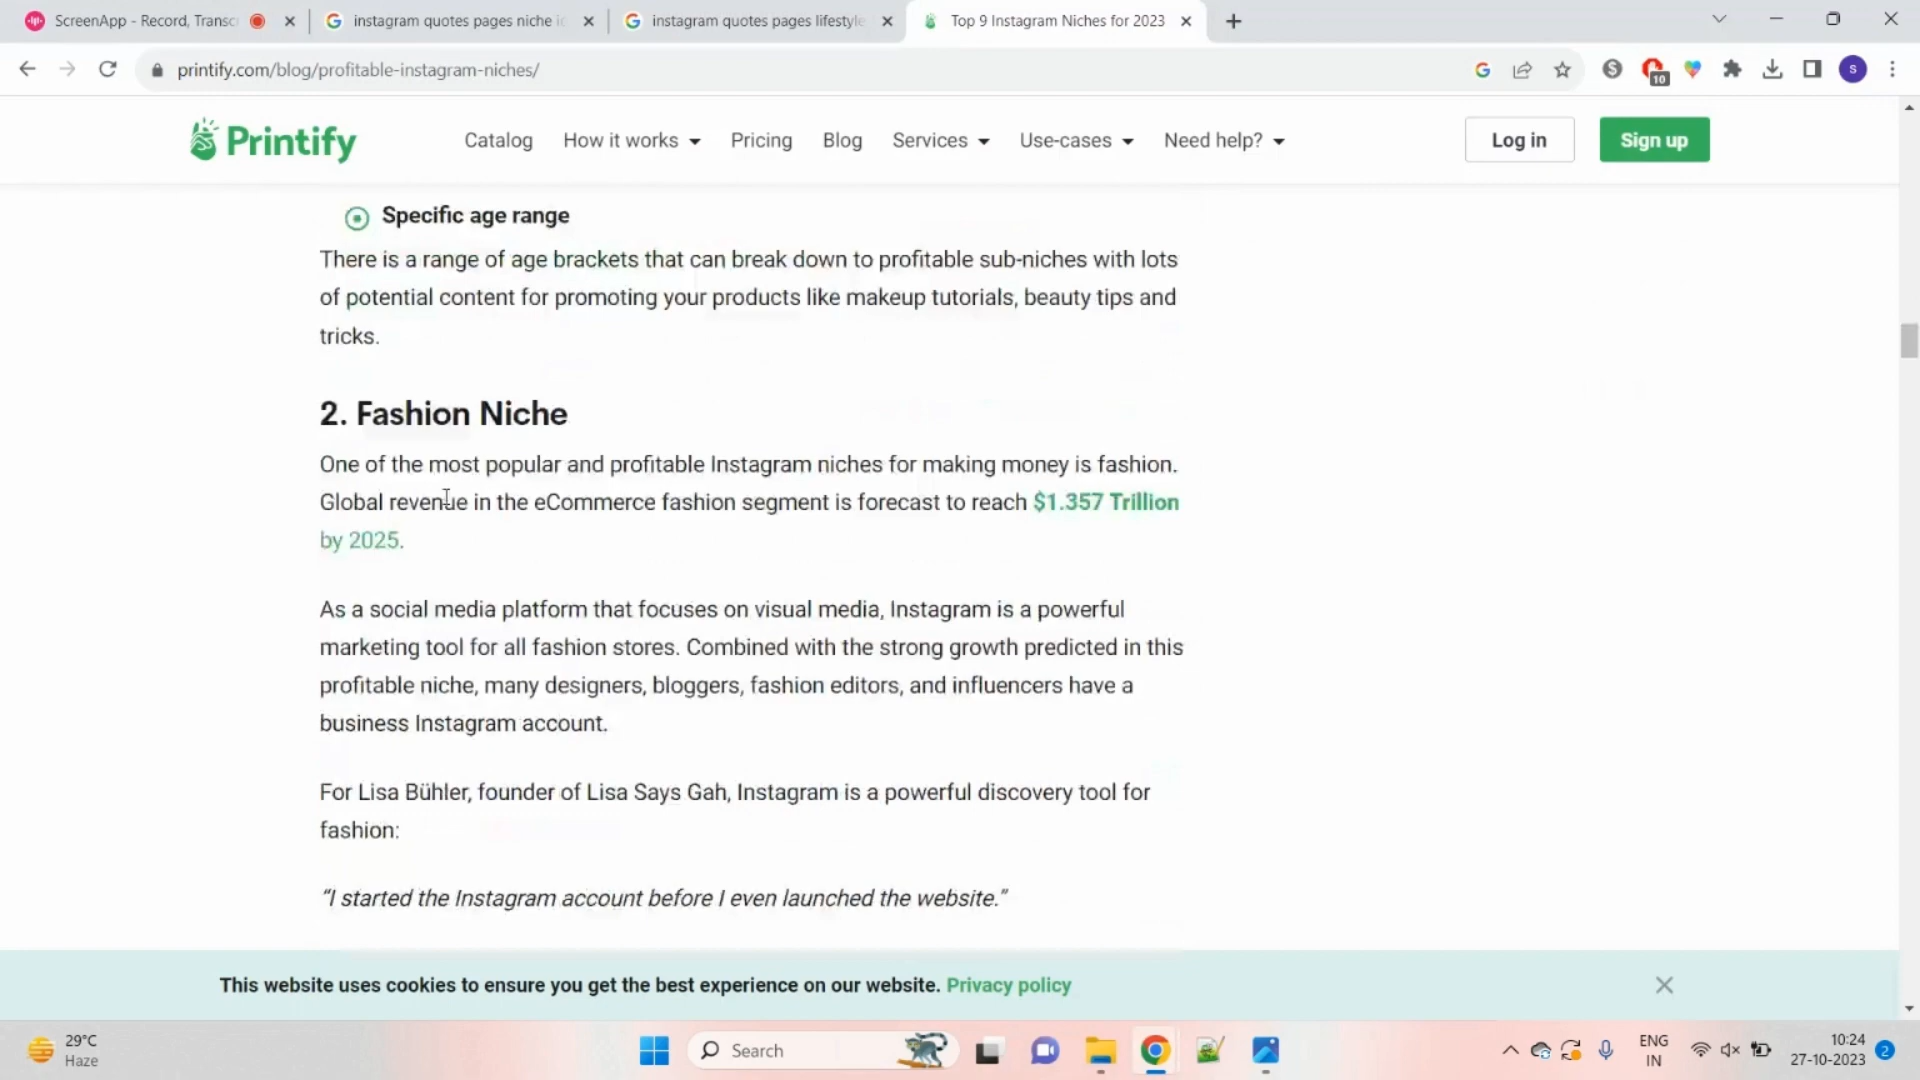 ScreenApp - Record, Transc
instagram quotes pages niche i
instagram quotes pages lifestyle
Top 9 Instagram Niches for 2023
printify.com/blog/profitable-instagram-niches/
10
S
Printify
Catalog
How it works
Pricing
Blog
Services
Use-cases
Need help?
Log in
Sign up
Specific age range
There is a range of age brackets that can break down to profitable sub-niches with lots
of potential content for promoting your products like makeup tutorials, beauty tips and
tricks.
2. Fashion Niche
One of the most popular and profitable Instagram niches for making money is fashion.
Global revenue in the eCommerce fashion segment is forecast to reach $1.357 Trillion
by 2025.
As a social media platform that focuses on visual media, Instagram is a powerful
marketing tool for all fashion stores. Combined with the strong growth predicted in this
profitable niche, many designers, bloggers, fashion editors, and influencers have a
business Instagram account.
For Lisa Bühler, founder of Lisa Says Gah, Instagram is a powerful discovery tool for
fashion:
“I started the Instagram account before I even launched the website.”
This website uses cookies to ensure you get the best experience on our website. Privacy policy
29°C
Haze
Search
ENG
IN
10:24
27-10-2023
2